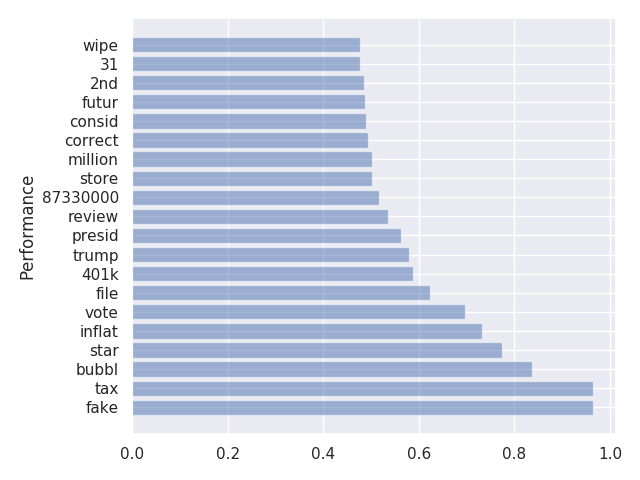 wipe
31
2nd
futur
consid
correct
million
store
87330000
review
presid
trump
401k
file
vote
inflat
star
bubbl
tax
fake
Performance
0.0 0.2 0.4 0.6 0.8 1.0